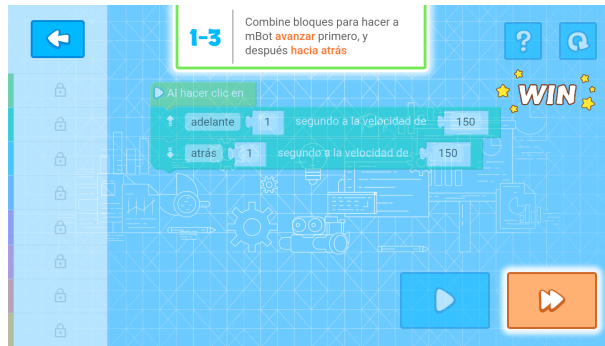 1-3
Combine bloques para hacer a
mBot avanzar primero, y
después hacia atrás
?
WIN
Al hacer clic en
adelante 1 segundo a la velocidad de 150
atrás 1 segundo a la velocidad de 150